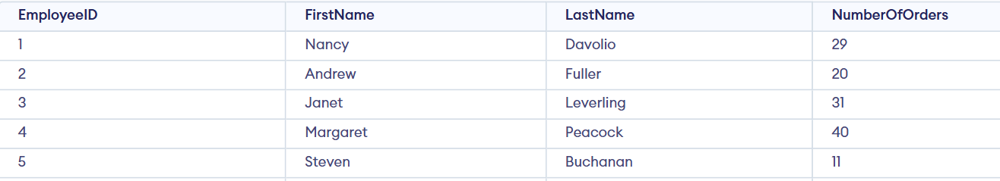 EmployeeID FirstName LastName NumberOfOrders
1 Nancy Davolio 29
2 Andrew Fuller 20
3 Janet Leverling 31
4 Margaret Peacock 40
5 Steven Buchanan 11